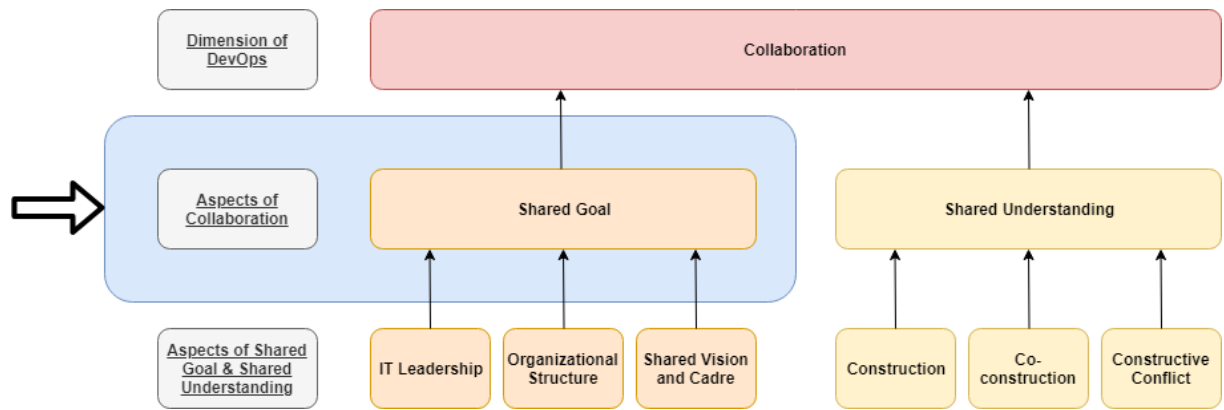 Dimension of
DevOps
Collaboration
Aspects of
Collaboration
Shared Goal
Shared Understanding
Aspects of Shared
Goal & Shared
Understanding
IT Leadership
Organizational
Structure
Shared Vision
and Cadre
Construction
Co-
construction
Constructive
Conflict